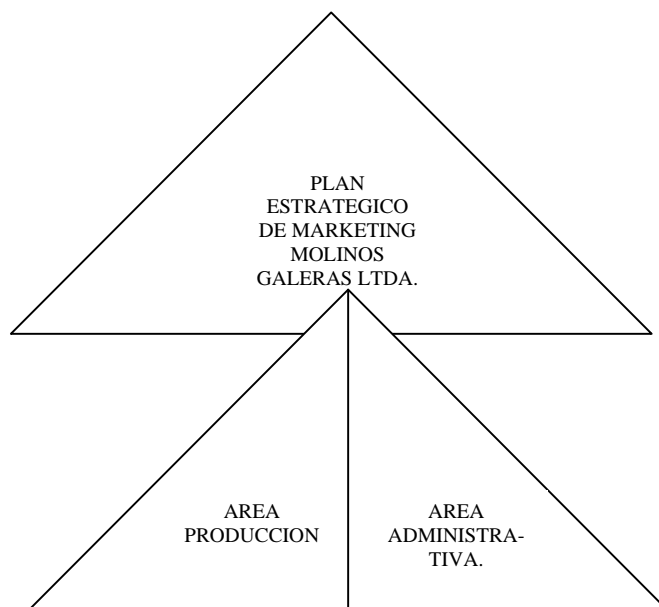 PLAN
ESTRATEGICO
DE MARKETING
MOLINOS
GALERAS LTDA.
AREA
PRODUCCION
AREA
ADMINISTRA-
TIVA.